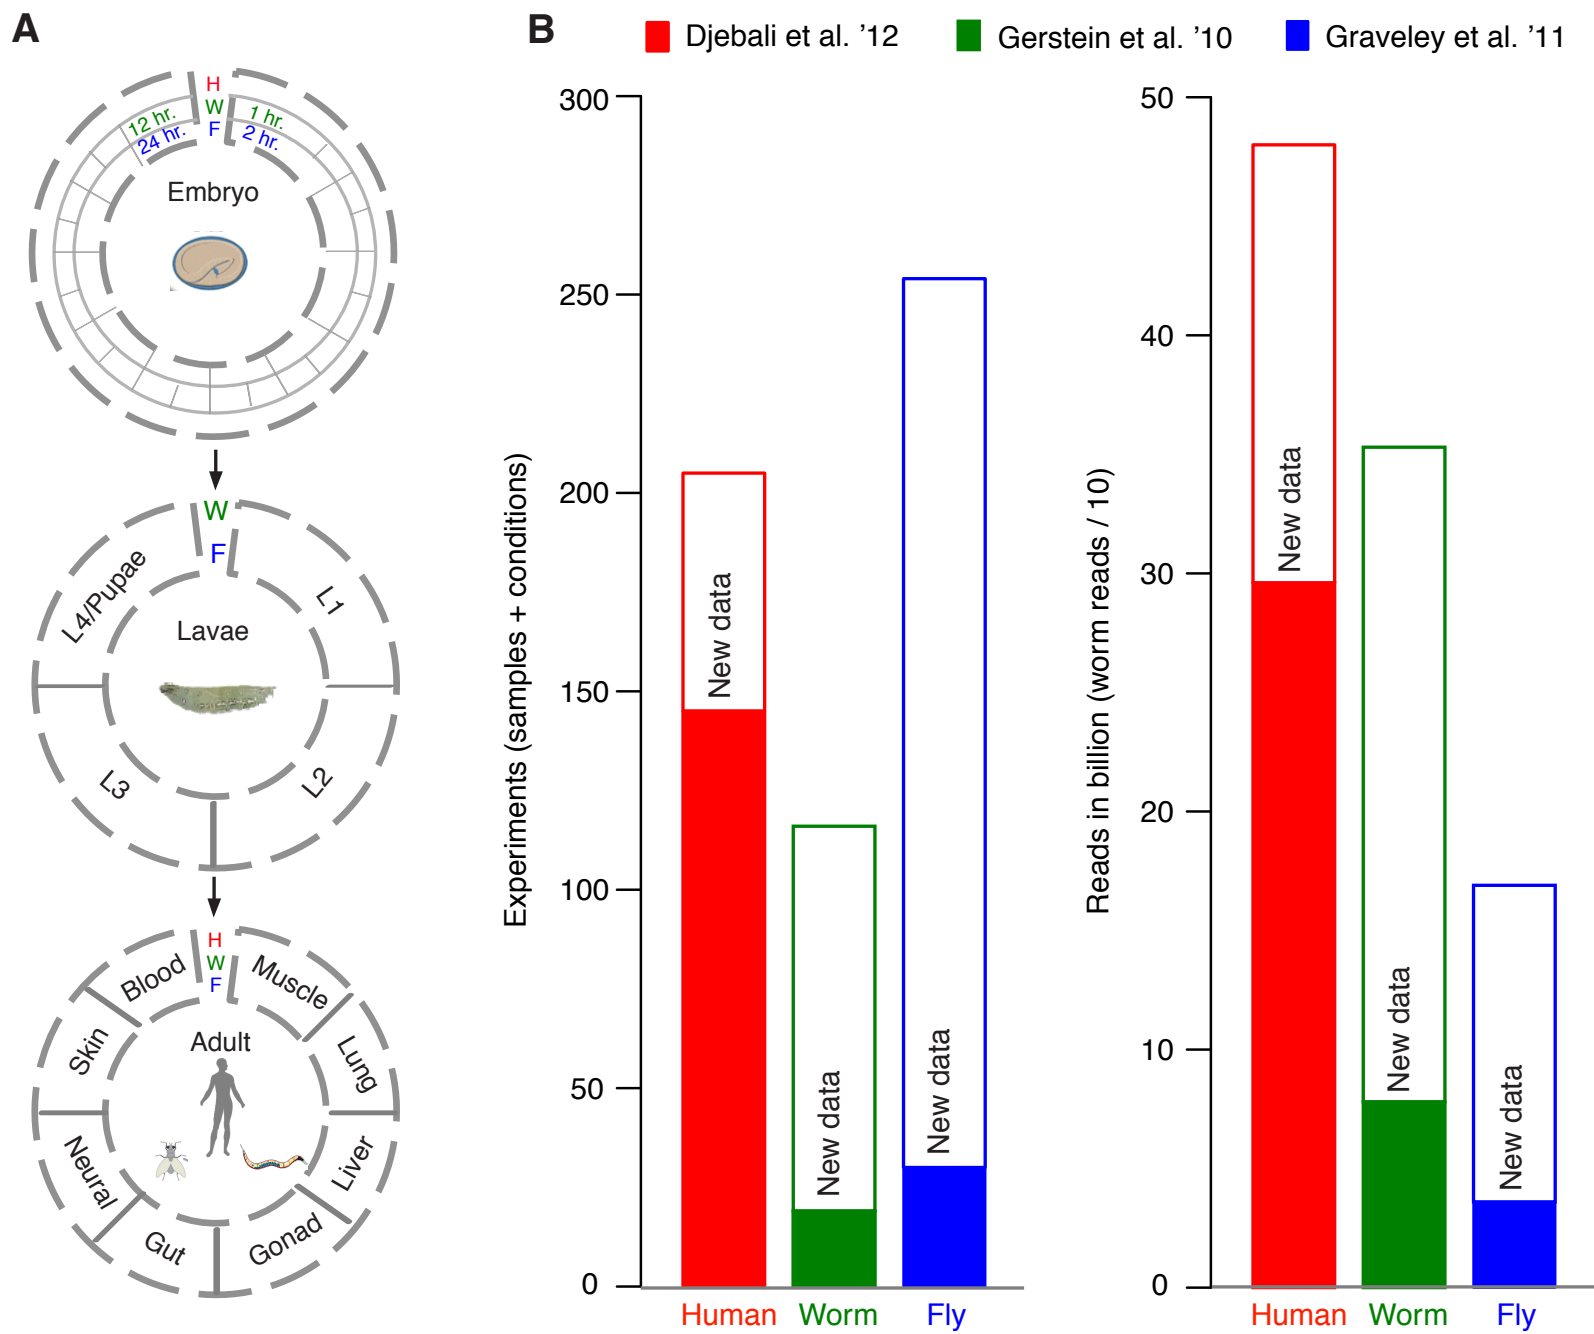 A
H
W
F
12 hr.
24 hr.
1 hr.
2 hr.
Embryo
W
F
L4/Pupae
L1
Lavae
L3
L2
H
W
F
Blood
Muscle
Skin
Adult
Lung
Neural
Liver
Gut
Gonad
B
Djebali et al. ’12
Gerstein et al. ’10
Graveley et al. ’11
Experiments (samples + conditions)
300
250
200
150
100
50
0
New data
New data
New data
Human
Worm
Fly
Reads in billion (worm reads / 10)
50
40
30
20
10
0
New data
New data
New data
Human
Worm
Fly